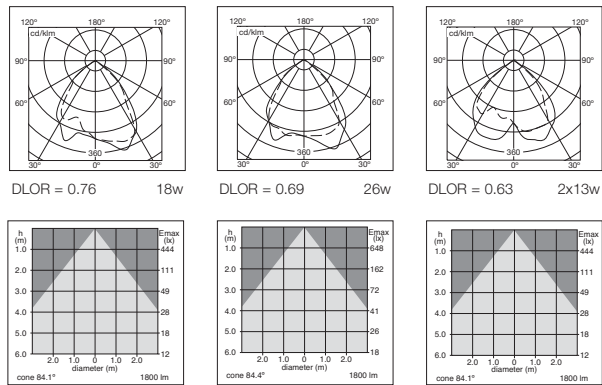 120° 180° 120°
cd/klm
90° 90°
60° 60°
360
30° 0° 30°
DLOR = 0.76 18w
120° 180° 120°
cd/klm
90° 90°
60° 60°
360
30° 0° 30°
DLOR = 0.69 26w
120° 180° 120°
cd/klm
90° 90°
60° 60°
360
30° 0° 30°
DLOR = 0.63 2x13w
h Emax
(m) (lx)
1.0 444
2.0 111
3.0 49
4.0 28
5.0 18
6.0 12
2.0 1.0 0 1.0 2.0
diameter (m)
cone 84.1° 1800 lm
h Emax
(m) (lx)
1.0 648
2.0 162
3.0 72
4.0 41
5.0 26
6.0 18
2.0 1.0 0 1.0 2.0
diameter (m)
cone 84.4° 1800 lm
h Emax
(m) (lx)
1.0 444
2.0 111
3.0 49
4.0 28
5.0 18
6.0 12
2.0 1.0 0 1.0 2.0
diameter (m)
cone 84.1° 1800 lm